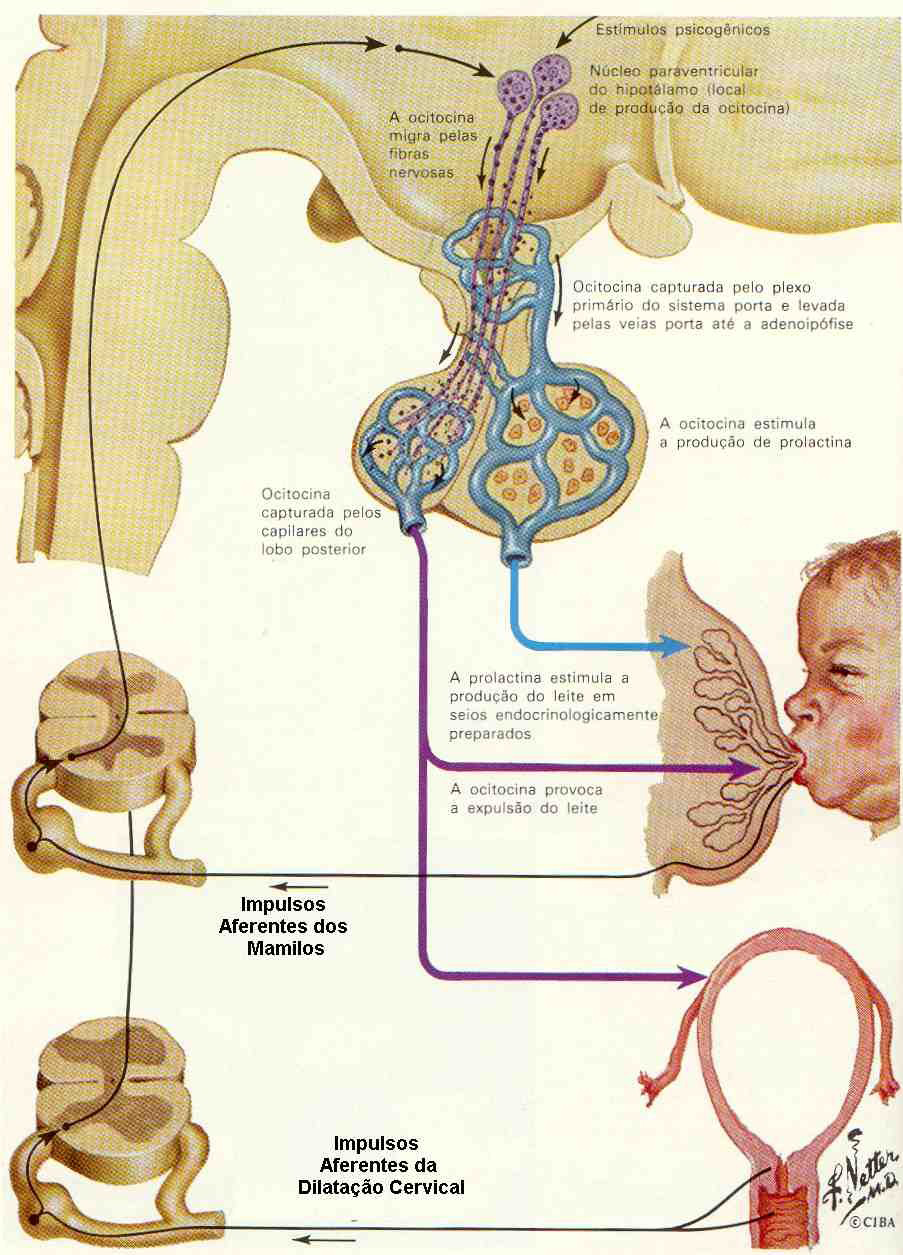 Estímulos psicogênicos
Núcleo paraventricular
do hipotálamo (local
de produção da ocitocina)
A ocitocina
migra pelas
fibras
nervosas
Ocitocina capturada pelo plexo
primário do sistema porta e levada
pelas veias porta até a adenoipófise
A ocitocina estimula
a produção de prolactina
Ocitocina
capturada pelos
capilares do
lobo posterior
A prolactina estimula a
produção do leite em
seios endocrinologicamente
preparados
A ocitocina provoca
a expulsão do leite
Impulsos
Aferentes dos
Mamilos
Impulsos
Aferentes da
Dilatação Cervical
F. Netter
M.D.
© CIBA